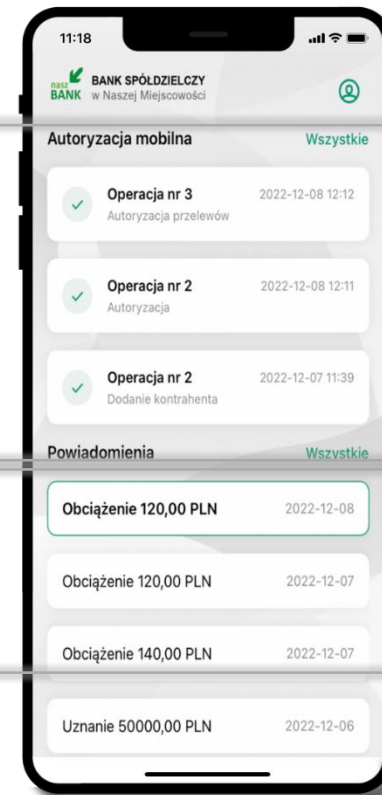 11:18
nasz BANK
BANK SPÓŁDZIELCZY
w Naszej Miejscowości
Autoryzacja mobilna Wszystkie
Operacja nr 3 2022-12-08 12:12
Autoryzacja przelewów
Operacja nr 2 2022-12-08 12:11
Autoryzacja
Operacja nr 2 2022-12-07 11:39
Dodanie kontrahenta
Powiadomienia Wszystkie
Obciążenie 120,00 PLN 2022-12-08
Obciążenie 120,00 PLN 2022-12-07
Obciążenie 140,00 PLN 2022-12-07
Uznanie 50000,00 PLN 2022-12-06